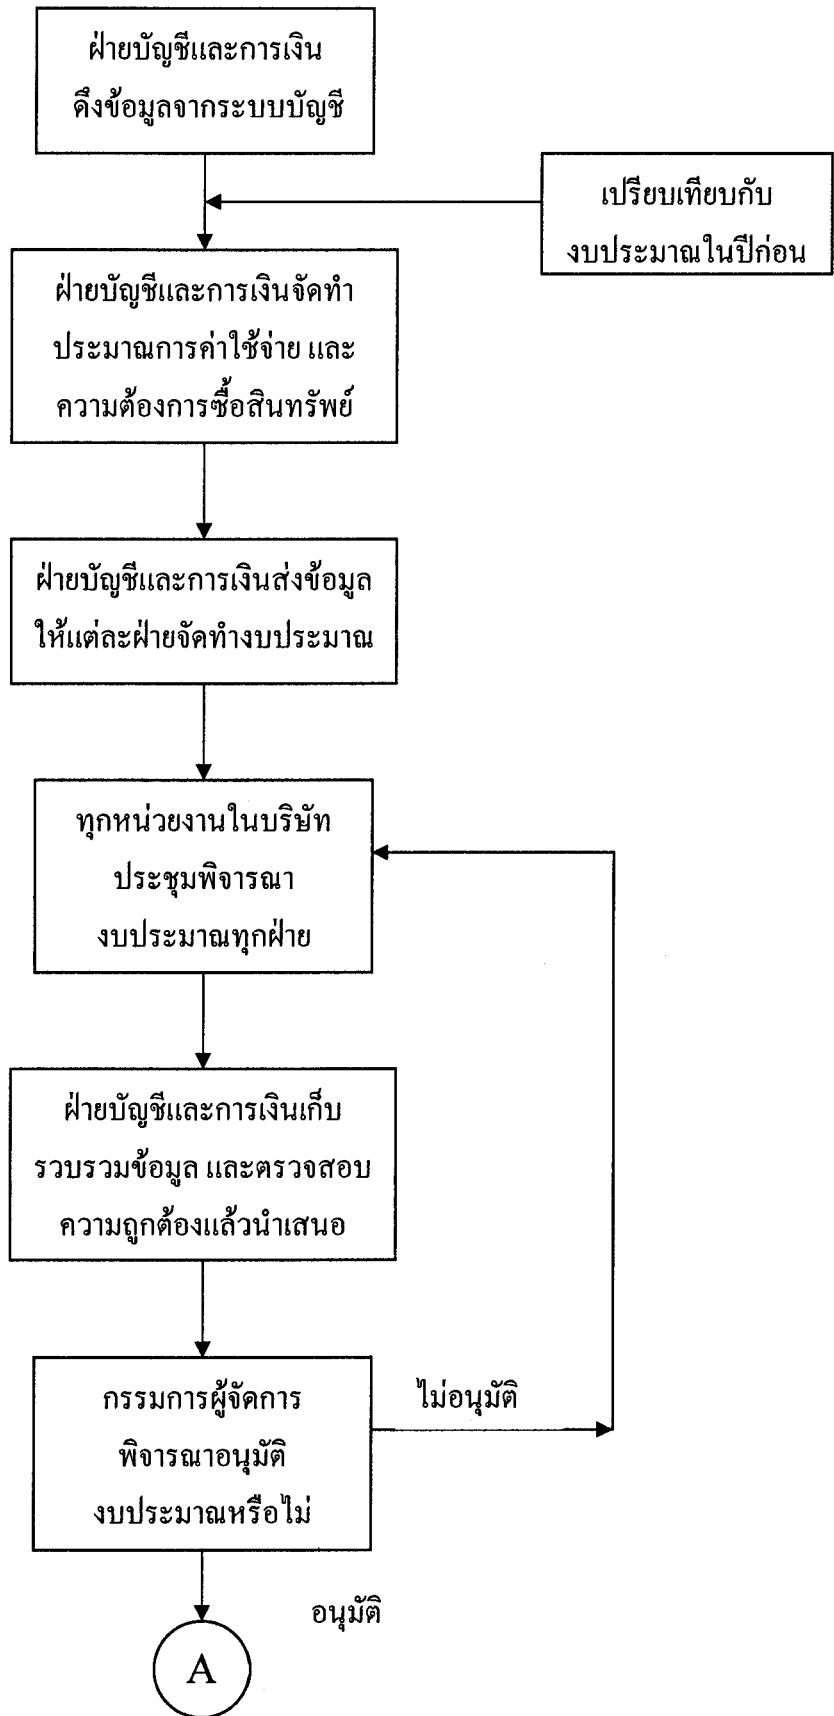 ฝ่ายบัญชีและการเงิน
ดึงข้อมูลจากระบบบัญชี
เปรียบเทียบกับ
งบประมาณในปีก่อน
ฝ่ายบัญชีและการเงินจัดทำ
ประมาณการค่าใช้จ่าย และ
ความต้องการซื้อสินทรัพย์
ฝ่ายบัญชีและการเงินส่งข้อมูล
ให้แต่ละฝ่ายจัดทำงบประมาณ
ทุกหน่วยงานในบริษัท
ประชุมพิจารณา
งบประมาณทุกฝ่าย
ฝ่ายบัญชีและการเงินเก็บ
รวบรวมข้อมูล และตรวจสอบ
ความถูกต้องแล้วนำเสนอ
กรรมการผู้จัดการ
พิจารณาอนุมัติ
งบประมาณหรือไม่
ไม่อนุมัติ
อนุมัติ
A